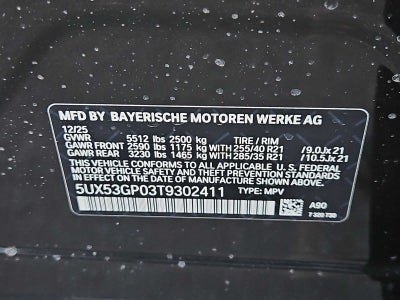 MFD BY BAYERISCHE MOTOREN WERKE AG
12/25
GVWR 5512 lbs 2500 kg TIRE / RIM
GAWR FRONT 2590 lbs 1175 kg WITH 255/40 R21 /9.0Jx21
GAWR REAR 3230 lbs 1465 kg WITH 285/35 R21 /10.5Jx21
THIS VEHICLE CONFORMS TO ALL APPLICABLE U.S. FEDERAL
MOTOR VEHICLE SAFETY STANDARDS IN EFFECT ON THE
DATE OF MANUFACTURE SHOWN ABOVE.
5UX53GP03T9302411 TYPE: MPV
A90
7 320 730